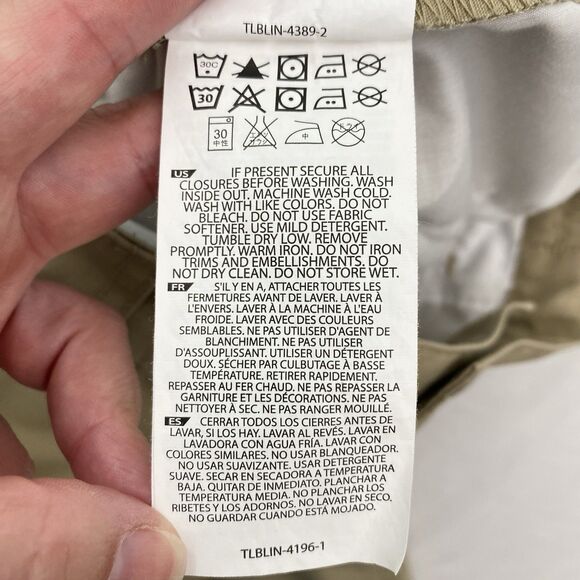 TLBLIN-4389-2
30C
30
30
中性
中
US IF PRESENT SECURE ALL
CLOSURES BEFORE WASHING. WASH
INSIDE OUT. MACHINE WASH COLD.
WASH WITH LIKE COLORS. DO NOT
BLEACH. DO NOT USE FABRIC
SOFTENER. USE MILD DETERGENT.
TUMBLE DRY LOW. REMOVE
PROMPTLY. WARM IRON. DO NOT IRON
TRIMS AND EMBELLISHMENTS. DO
NOT DRY CLEAN. DO NOT STORE WET.
FR S'IL Y EN A, ATTACHER TOUTES LES
FERMETURES AVANT DE LAVER. LAVER À
L'ENVERS. LAVER À LA MACHINE À L'EAU
FROIDE. LAVER AVEC DES COULEURS
SEMBLABLES. NE PAS UTILISER D'AGENT DE
BLANCHIMENT. NE PAS UTILISER
D'ASSOUPLISSANT. UTILISER UN DÉTERGENT
DOUX. SÉCHER PAR CULBUTAGE À BASSE
TEMPÉRATURE. RETIRER RAPIDEMENT.
REPASSER AU FER CHAUD. NE PAS REPASSER LA
GARNITURE ET LES DÉCORATIONS. NE PAS
NETTOYER À SEC. NE PAS RANGER MOUILLÉ.
ES CERRAR TODOS LOS CIERRES ANTES DE
LAVAR, SI LOS HAY. LAVAR AL REVÉS. LAVAR EN
LAVADORA CON AGUA FRÍA. LAVAR CON
COLORES SIMILARES. NO USAR BLANQUEADOR.
NO USAR SUAVIZANTE. USAR DETERGENTE
SUAVE. SECAR EN SECADORA A TEMPERATURA
BAJA. QUITAR DE INMEDIATO. PLANCHAR A
TEMPERATURA MEDIA. NO PLANCHAR LOS
RIBETES Y LOS ADORNOS. NO LAVAR EN SECO.
NO GUARDAR CUANDO ESTÁ MOJADO.
TLBLIN-4196-1